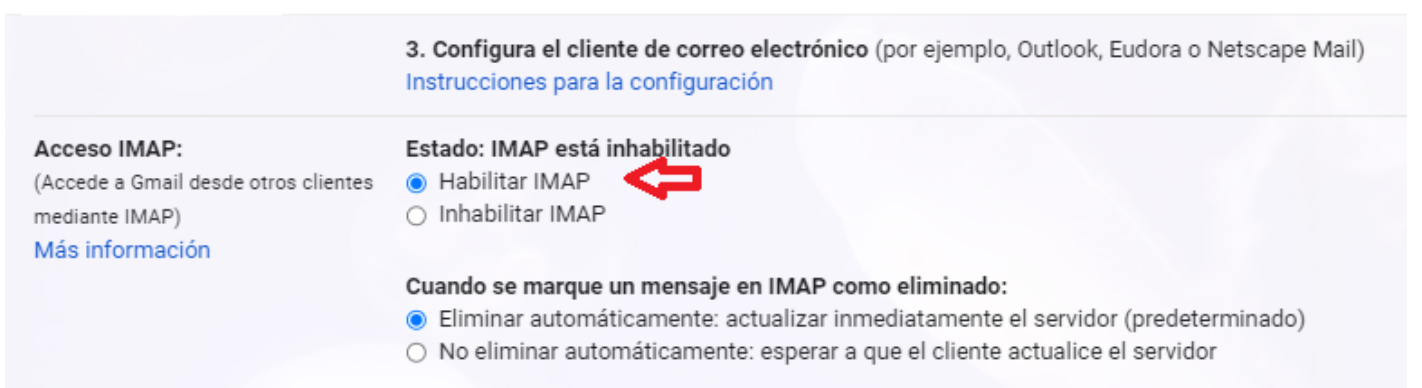 3. Configura el cliente de correo electrónico (por ejemplo, Outlook, Eudora o Netscape Mail)
Instrucciones para la configuración
Acceso IMAP:
(Accede a Gmail desde otros clientes
mediante IMAP)
Más información
Estado: IMAP está inhabilitado
Habilitar IMAP
Inhabilitar IMAP
Cuando se marque un mensaje en IMAP como eliminado:
Eliminar automáticamente: actualizar inmediatamente el servidor (predeterminado)
No eliminar automáticamente: esperar a que el cliente actualice el servidor